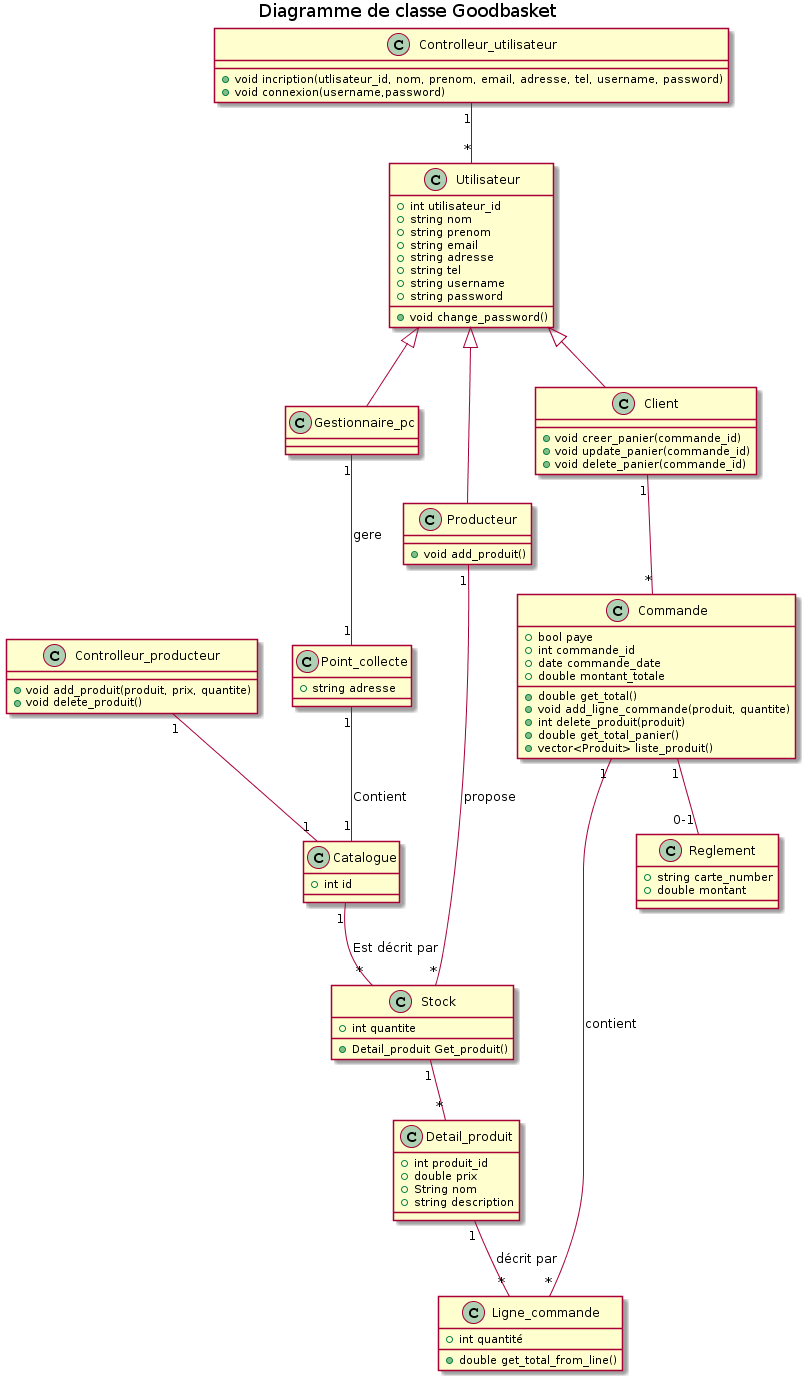 Diagramme de classe Goodbasket
C Controlleur_utilisateur
void incription(utlisateur_id, nom, prenom, email, adresse, tel, username, password)
void connexion(username,password)
1
*
C Utilisateur
int utilisateur_id
string nom
string prenom
string email
string adresse
string tel
string username
string password
void change_password()
C Client
void creer_panier(commande_id)
void update_panier(commande_id)
void delete_panier(commande_id)
C Gestionnaire_pc
1
gere
1
C Producteur
void add_produit()
1
1
*
C Commande
bool paye
int commande_id
date commande_date
double montant_totale
double get_total()
void add_ligne_commande(produit, quantite)
int delete_produit(produit)
double get_total_panier()
vector<Produit> liste_produit()
C Controlleur_producteur
void add_produit(produit, prix, quantite)
void delete_produit()
1
1
C Point_collecte
string adresse
1
Contient
1
propose
1
1
0-1
C Catalogue
int id
C Reglement
string carte_number
double montant
1
Est décrit par
*
*
C Stock
int quantite
Detail_produit Get_produit()
contient
1
*
C Detail_produit
int produit_id
double prix
String nom
string description
1
décrit par
*
*
C Ligne_commande
int quantité
double get_total_from_line()